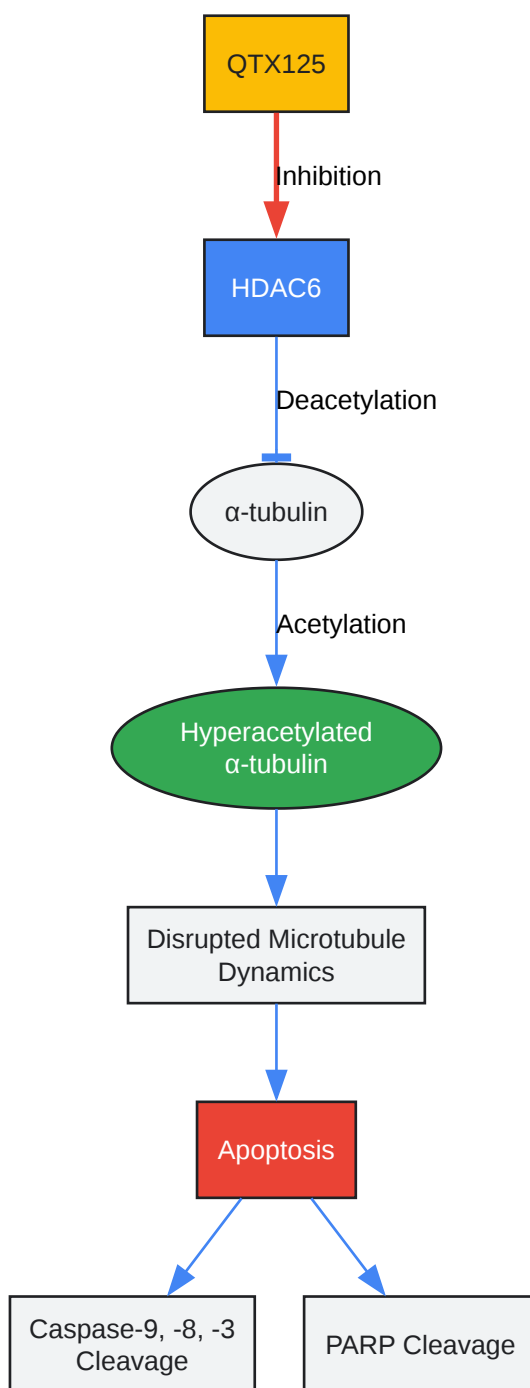 QTX125
Inhibition
HDAC6
Deacetylation
α-tubulin
Acetylation
Hyperacetylated
α-tubulin
Disrupted Microtubule
Dynamics
Apoptosis
Caspase-9, -8, -3
Cleavage
PARP Cleavage